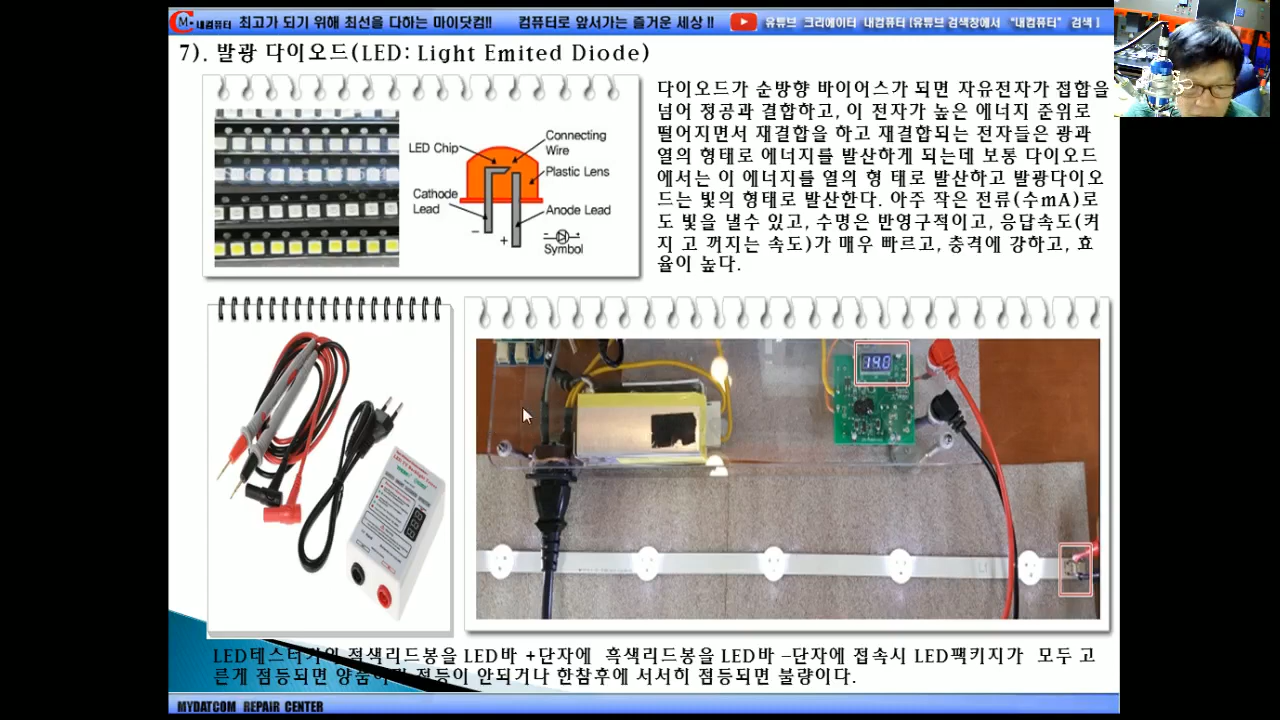 내컴퓨터 최고가 되기 위해 최선을 다하는 마이닷컴!! 컴퓨터로 앞서가는 즐거운 세상 !! 유튜브 크리에이터 내컴퓨터 [유튜브 검색창에서 “내컴퓨터” 검색 ]
7). 발광 다이오드(LED: Light Emited Diode)
다이오드가 순방향 바이어스가 되면 자유전자가 접합을
넘어 정공과 결합하고, 이 전자가 높은 에너지 준위로
떨어지면서 재결합을 하고 재결합되는 전자들은 광과
열의 형태로 에너지를 발산하게 되는데 보통 다이오드
에서는 이 에너지를 열의 형 태로 발산하고 발광다이오
드는 빛의 형태로 발산한다. 아주 작은 전류(수mA)로
도 빛을 낼수 있고, 수명은 반영구적이고, 응답속도(켜
지 고 꺼지는 속도)가 매우 빠르고, 충격에 강하고, 효
율이 높다.
LED Chip
Connecting
Wire
Plastic Lens
Cathode
Lead
Anode Lead
Symbol
LED테스터기의 적색리드봉을 LED바 +단자에 흑색리드봉을 LED바 –단자에 접속시 LED팩키지가 모두 고
른게 점등되면 점등이 안되거나 한참후에 서서히 점등되면 불량이다.
MYDATCOM REPAIR CENTER